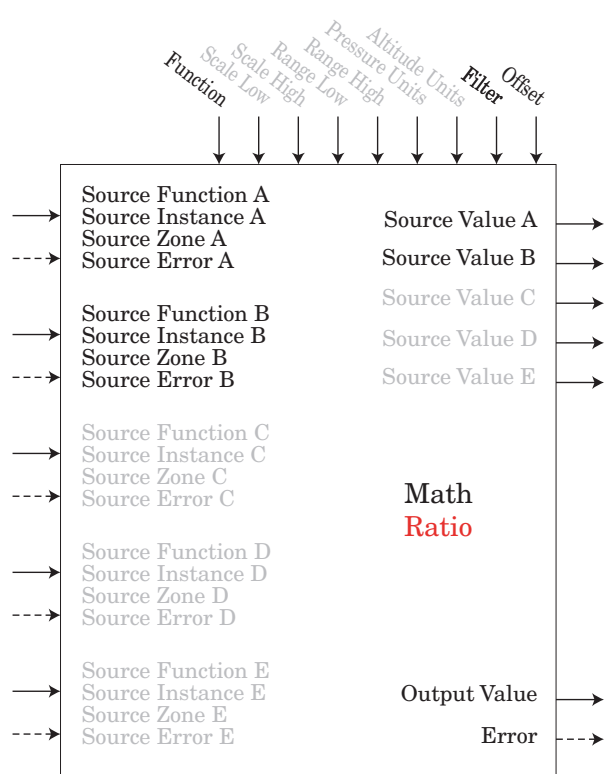 Function
Scale Low
Scale High
Range Low
Range High
Pressure Units
Altitude Units
Filter
Offset
Source Function A
Source Instance A
Source Zone A
Source Error A
Source Function B
Source Instance B
Source Zone B
Source Error B
Source Function C
Source Instance C
Source Zone C
Source Error C
Source Function D
Source Instance D
Source Zone D
Source Error D
Source Function E
Source Instance E
Source Zone E
Source Error E
Source Value A
Source Value B
Source Value C
Source Value D
Source Value E
Math
Ratio
Output Value
Error